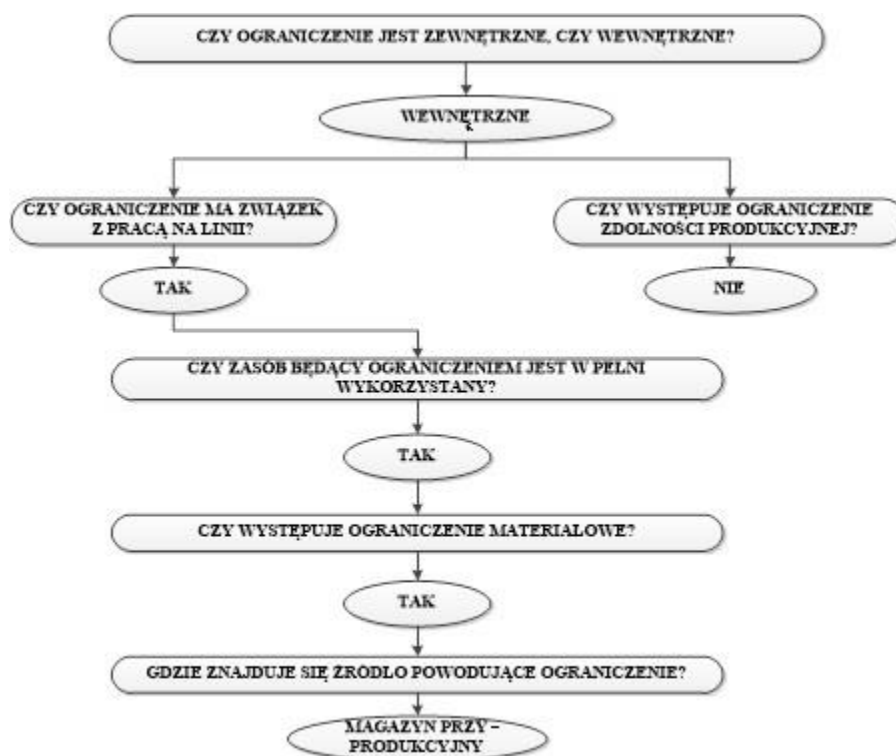 CZY OGRANICZENIE JEST ZEWNĘTRZNE, CZY WEWNĘTRZNE?
WEWNĘTRZNE
CZY OGRANICZENIE MA ZWIĄZEK
Z PRACĄ NA LINII?
CZY WYSTĘPUJE OGRANICZENIE
ZDOLNOŚCI PRODUKCYJNEJ?
TAK
NIE
CZY ZASÓB BĘDĄCY OGRANICZENIEM JEST W PEŁNI
WYKORZYSTANY?
TAK
CZY WYSTĘPUJE OGRANICZENIE MATERIAŁOWE?
TAK
GDZIE ZNAJDUJE SIĘ ŹRÓDŁO POWODUJĄCE OGRANICZENIE?
MAGAZYN PRZY –
PRODUKCYJNY